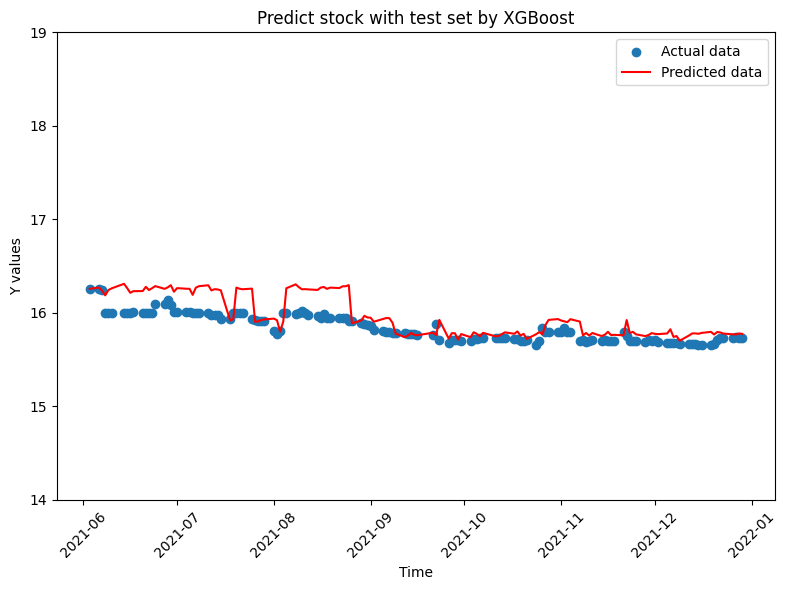 Predict stock with test set by XGBoost
Actual data
Predicted data
19
18
17
16
15
14
Y values
2021-06
2021-07
2021-08
2021-09
2021-10
2021-11
2021-12
2022-01
Time